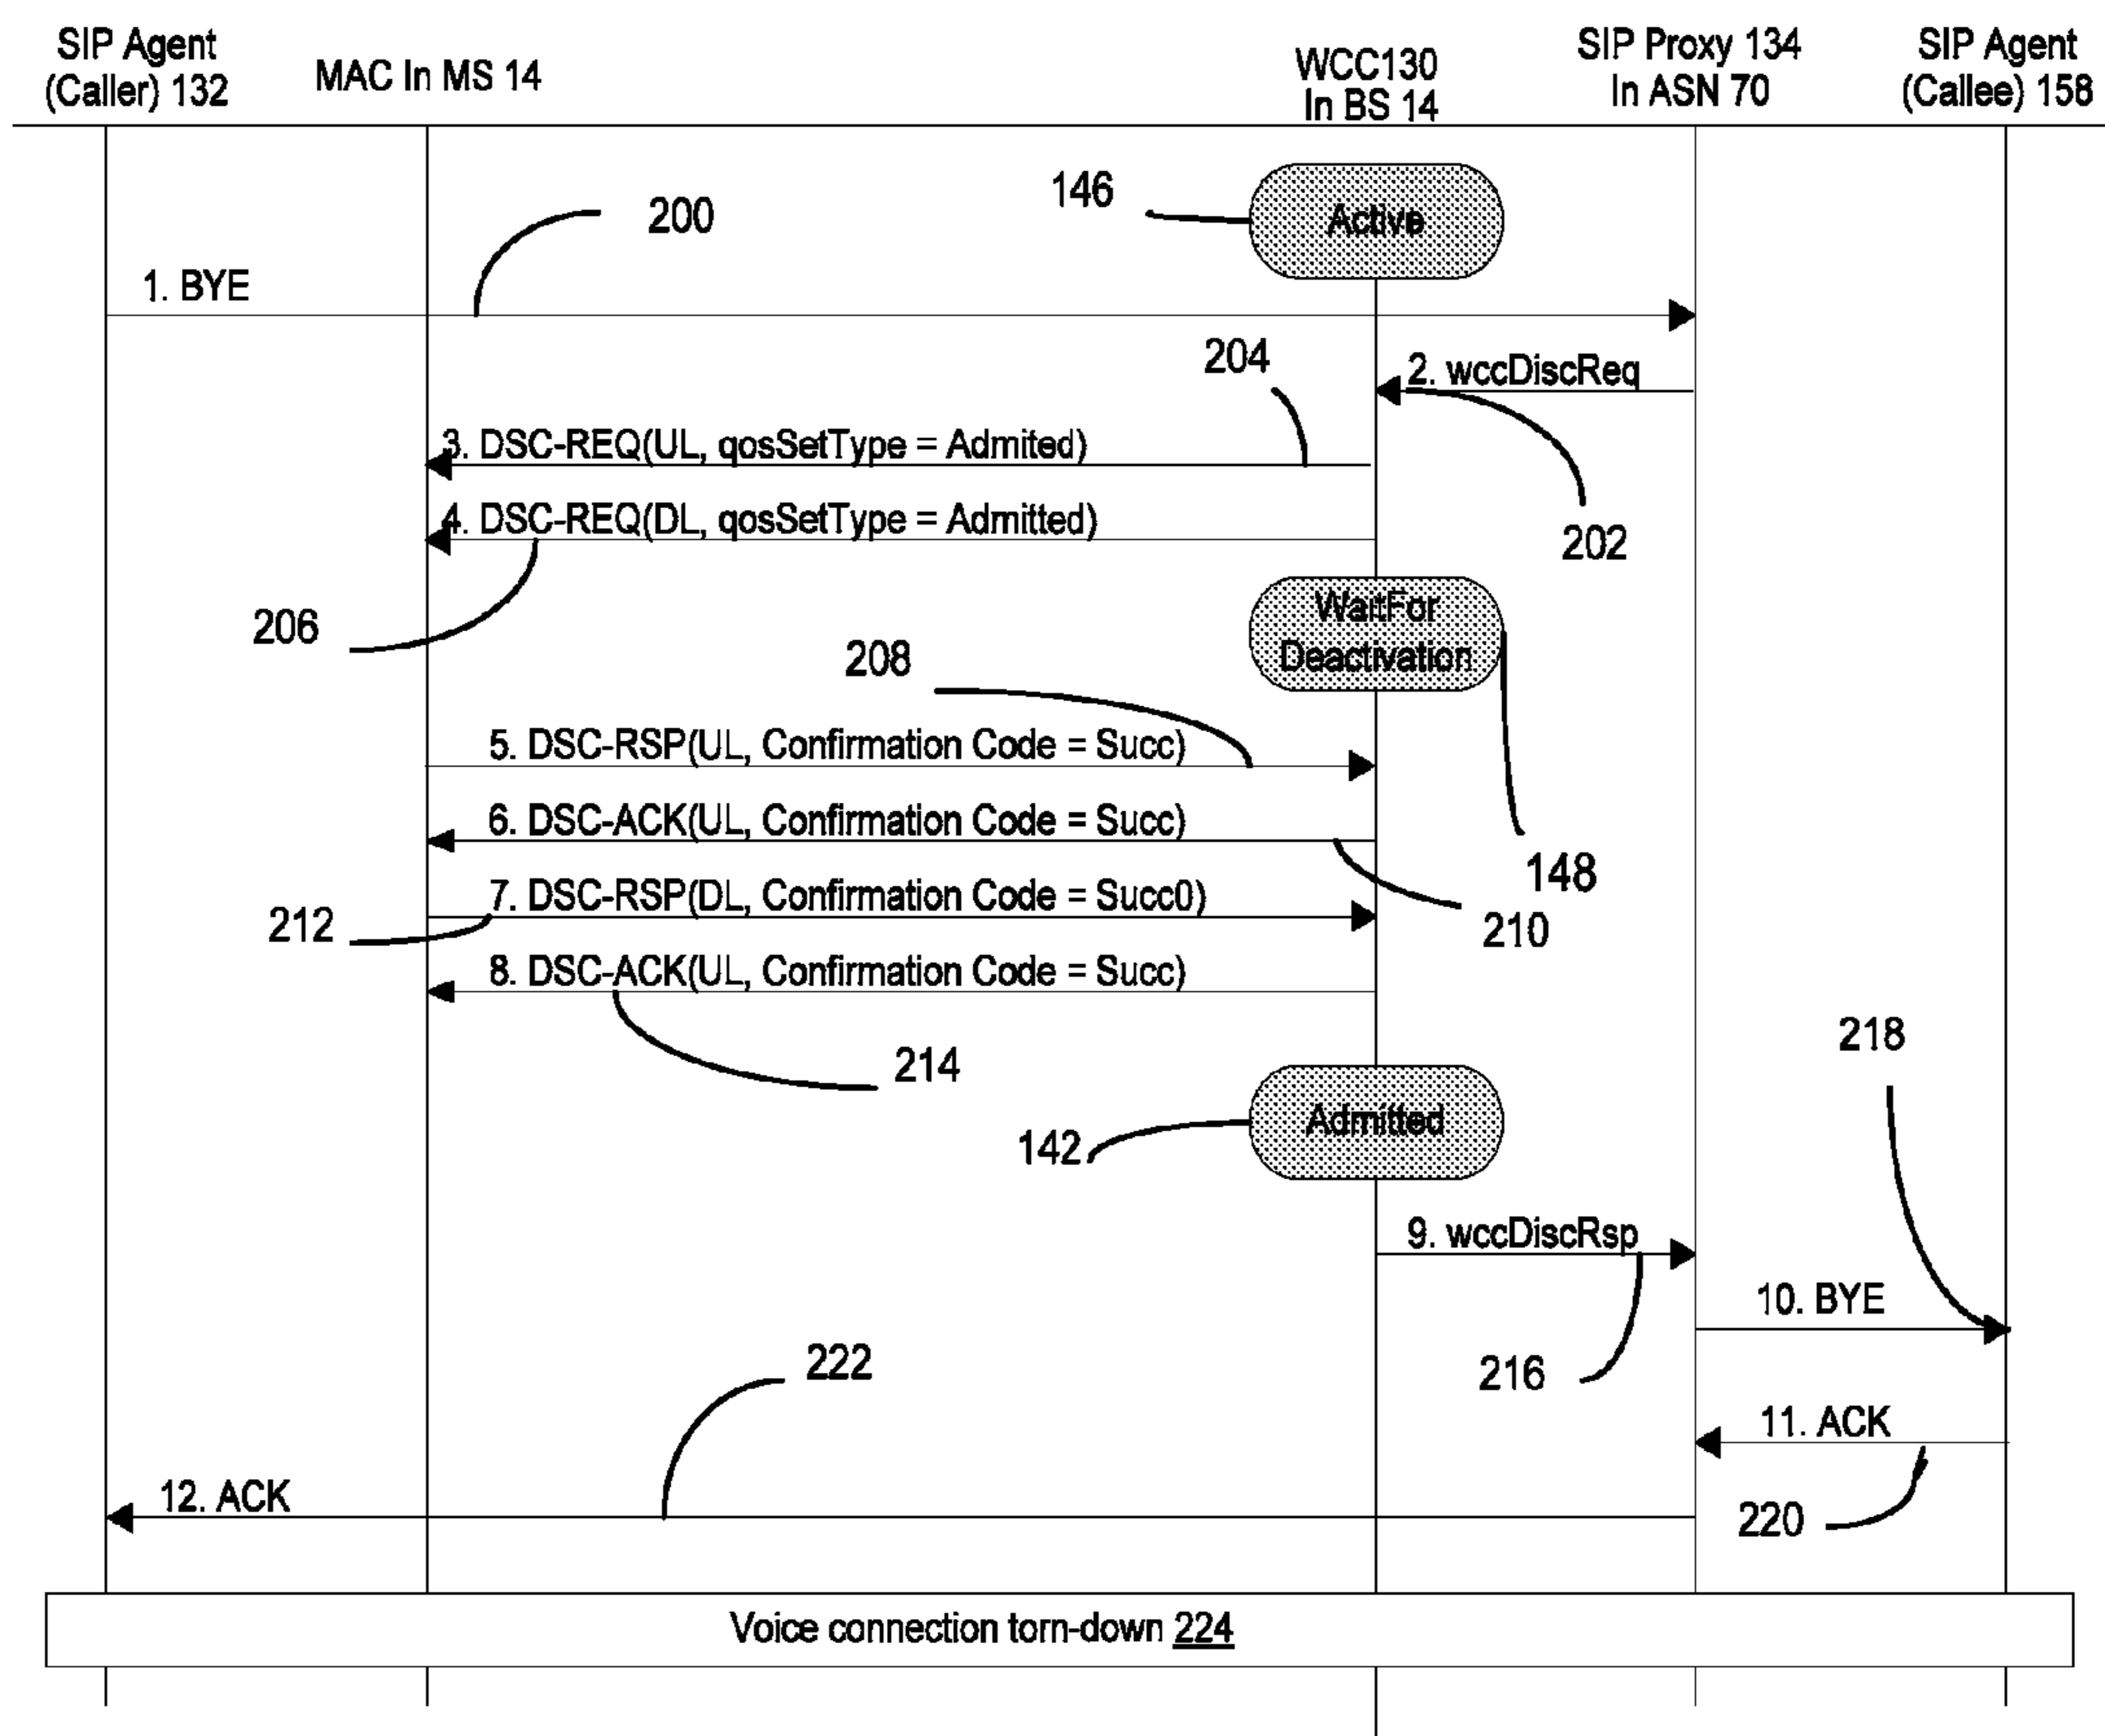 SIP Agent
(Caller) 132
MAC In MS 14
WCC130
In BS 14
SIP Proxy 134
In ASN 70
SIP Agent
(Callee) 158
146
Active
200
1. BYE
204
2. wccDiscReq
3. DSC-REQ(UL, qosSetType = Admited)
4. DSC-REQ(DL, qosSetType = Admitted)
202
206
WaitFor
Deactivation
208
5. DSC-RSP(UL, Confirmation Code = Succ)
6. DSC-ACK(UL, Confirmation Code = Succ)
148
7. DSC-RSP(DL, Confirmation Code = Succ0)
212
210
8. DSC-ACK(UL, Confirmation Code = Succ)
218
214
Admitted
142
9. wccDiscRsp
10. BYE
222
216
11. ACK
12. ACK
220
Voice connection torn-down 224